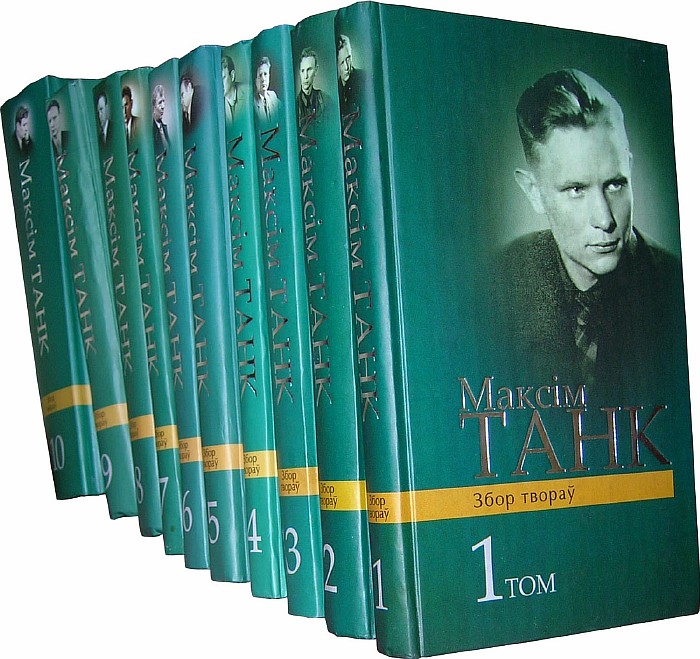 Максім ТАНК
10
Максім ТАНК
9
Максім ТАНК
8
Максім ТАНК
7
Максім ТАНК
6
Максім ТАНК
Збор твораў
5
Максім ТАНК
Збор твораў
4
Максім ТАНК
Збор твораў
3
Максім ТАНК
Збор твораў
2
Максім ТАНК
Збор твораў
1
Максім
ТАНК
Збор твораў
1 ТОМ